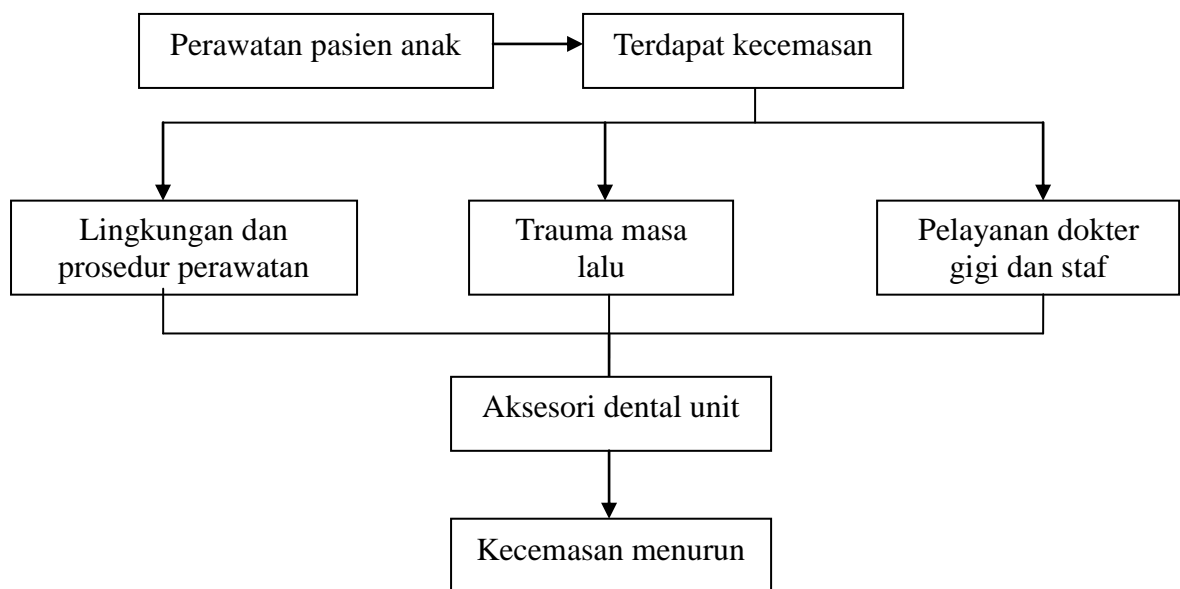 Perawatan pasien anak
Terdapat kecemasan
Lingkungan dan
prosedur perawatan
Trauma masa
lalu
Pelayanan dokter
gigi dan staf
Aksesori dental unit
Kecemasan menurun